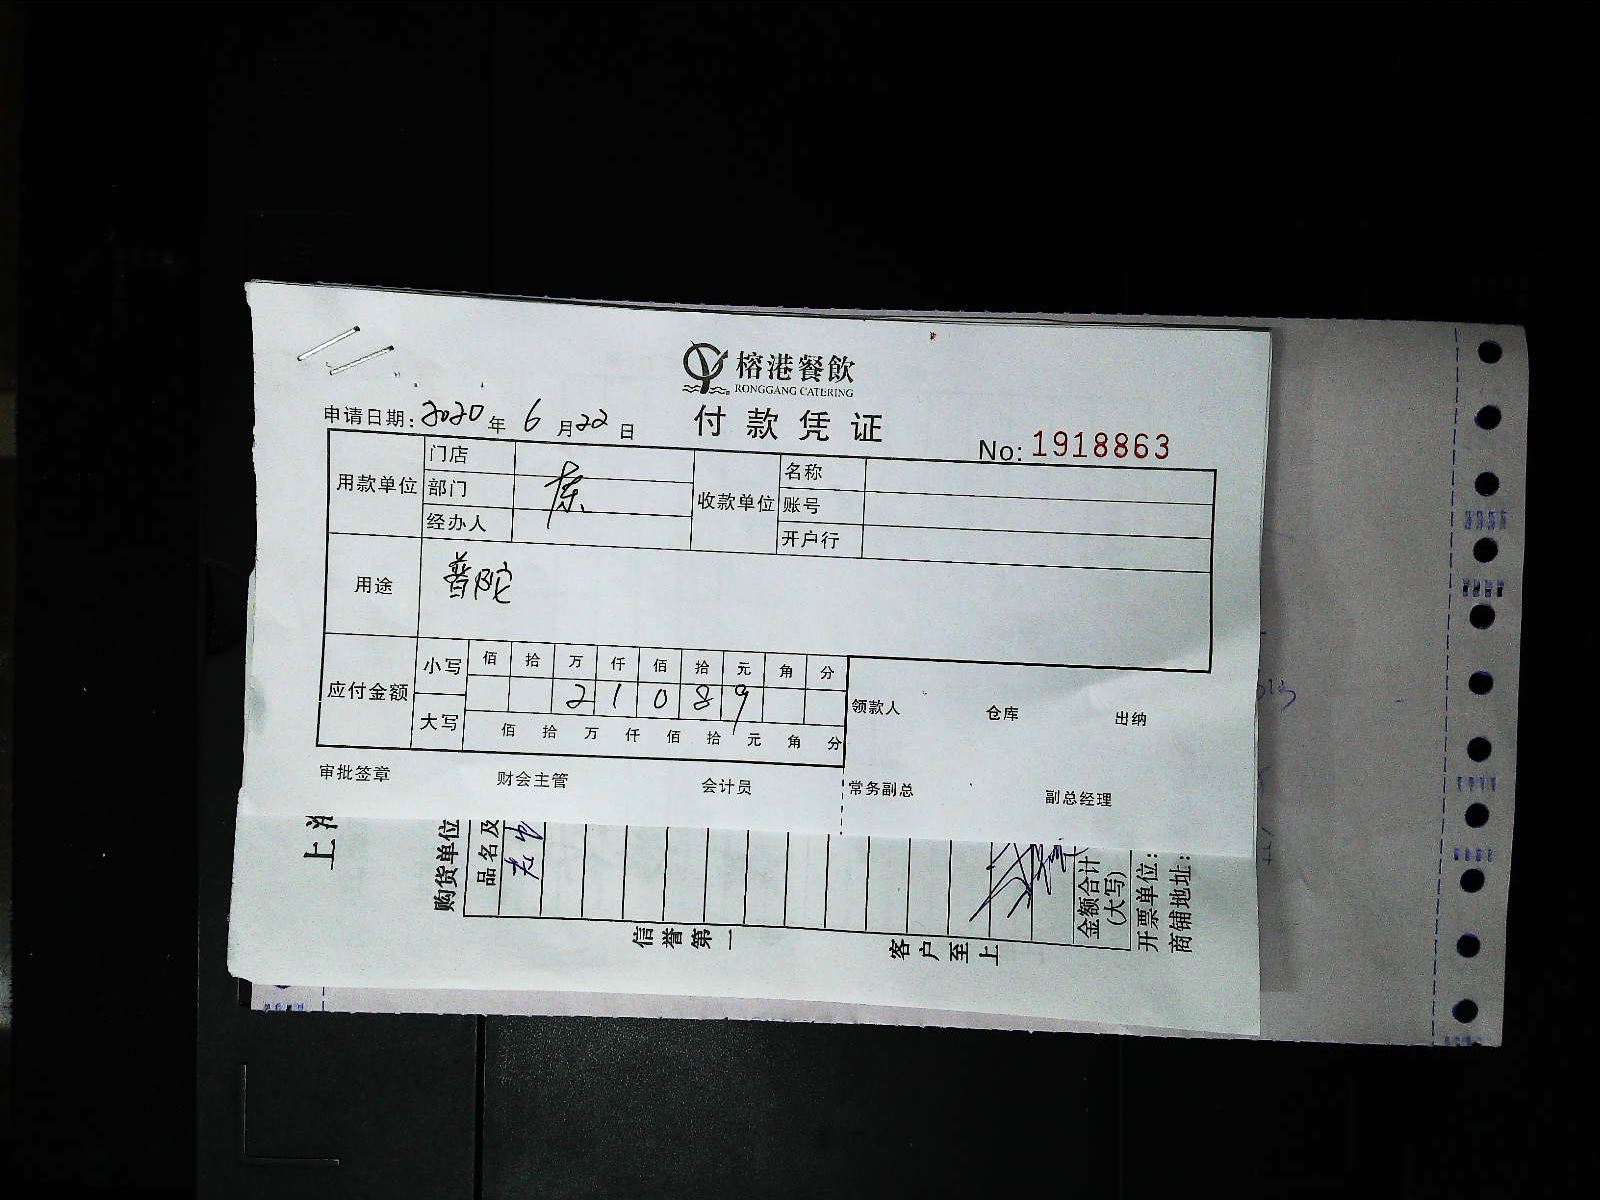 榕港餐飲
RONGGANG CATERING
付款凭证
申请日期: 2020 年 6 月 22 日
No: 1918863
用款单位 门店 收款单位 名称
部门 账号
经办人 开户行
用途 普陀
应付金额 小写 佰 拾 万 仟 佰 拾 元 角 分
2 1 0 8 9
大写 佰 拾 万 仟 佰 拾 元 角 分
领款人 仓库 出纳
审批签章 财会主管 会计员 常务副总 副总经理
上海
购货单位
品名及
信誉第一
客户至上
金额合计
(大写)
开票单位:
商铺地址: